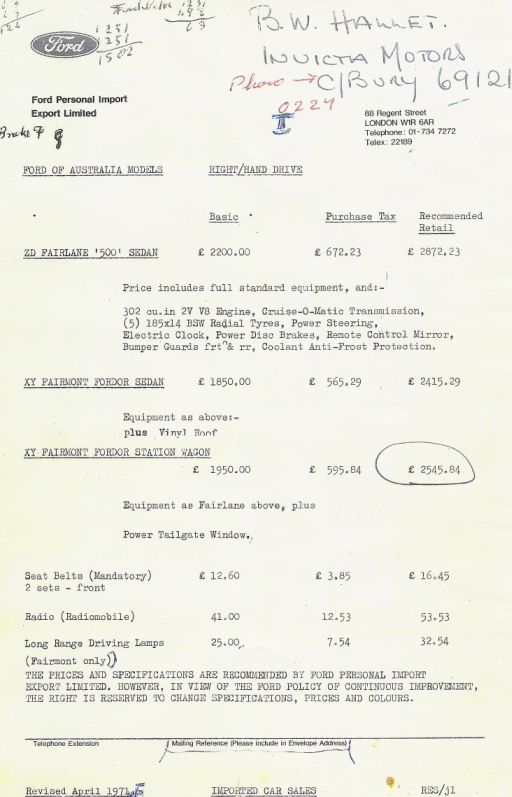 B.W. HALLET.
INVICTA MOTORS
Phone → C/BURY 69121
0227
Ford
1251
1251
Ford Personal Import
Export Limited
88 Regent Street
LONDON W1R 6AR
Telephone: 01-734 7272
Telex: 22189
FORD OF AUSTRALIA MODELS RIGHT/HAND DRIVE
Basic Purchase Tax Recommended
Retail
ZD FAIRLANE '500' SEDAN £ 2200.00 £ 672.23 £ 2872.23
Price includes full standard equipment, and:-
302 cu.in 2V V8 Engine, Cruise-O-Matic Transmission,
(5) 185x14 BSW Radial Tyres, Power Steering,
Electric Clock, Power Disc Brakes, Remote Control Mirror,
Bumper Guards frt & rr, Coolant Anti-Frost Protection.
XY FAIRMONT FORDOR SEDAN £ 1850.00 £ 565.29 £ 2415.29
Equipment as above:-
plus Vinyl Roof
XY FAIRMONT FORDOR STATION WAGON
£ 1950.00 £ 595.84 £ 2545.84
Equipment as Fairlane above, plus
Power Tailgate Window.
Seat Belts (Mandatory) £ 12.60 £ 3.85 £ 16.45
2 sets - front
Radio (Radiomobile) 41.00 12.53 53.53
Long Range Driving Lamps 25.00 7.54 32.54
(Fairmont only)
THE PRICES AND SPECIFICATIONS ARE RECOMMENDED BY FORD PERSONAL IMPORT
EXPORT LIMITED. HOWEVER, IN VIEW OF THE FORD POLICY OF CONTINUOUS IMPROVEMENT,
THE RIGHT IS RESERVED TO CHANGE SPECIFICATIONS, PRICES AND COLOURS.
Telephone Extension Mailing Reference (Please include in Envelope Address)
Revised April 1971 IMPORTED CAR SALES RES/jl